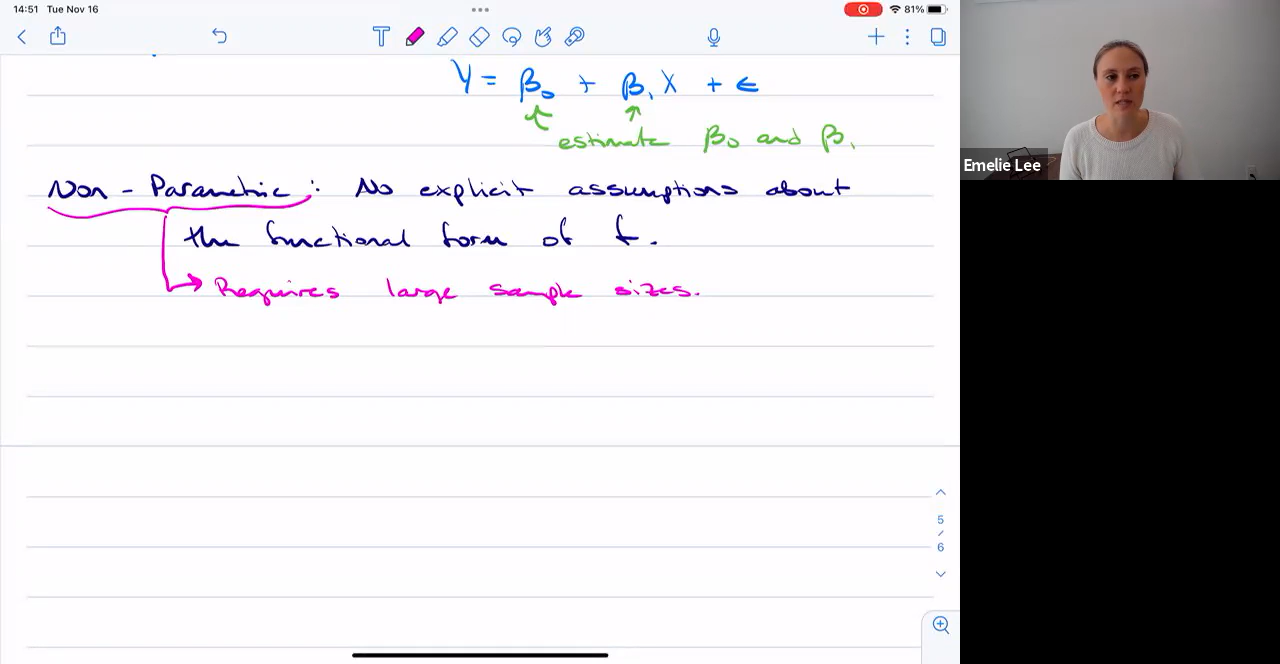 14:51 Tue Nov 16
81%
Y = β₀ + β₁X + ε
estimate β₀ and β₁
Non-Parametric: No explicit assumptions about
the functional form of f.
Requires large sample sizes.
Emelie Lee
5
/
6